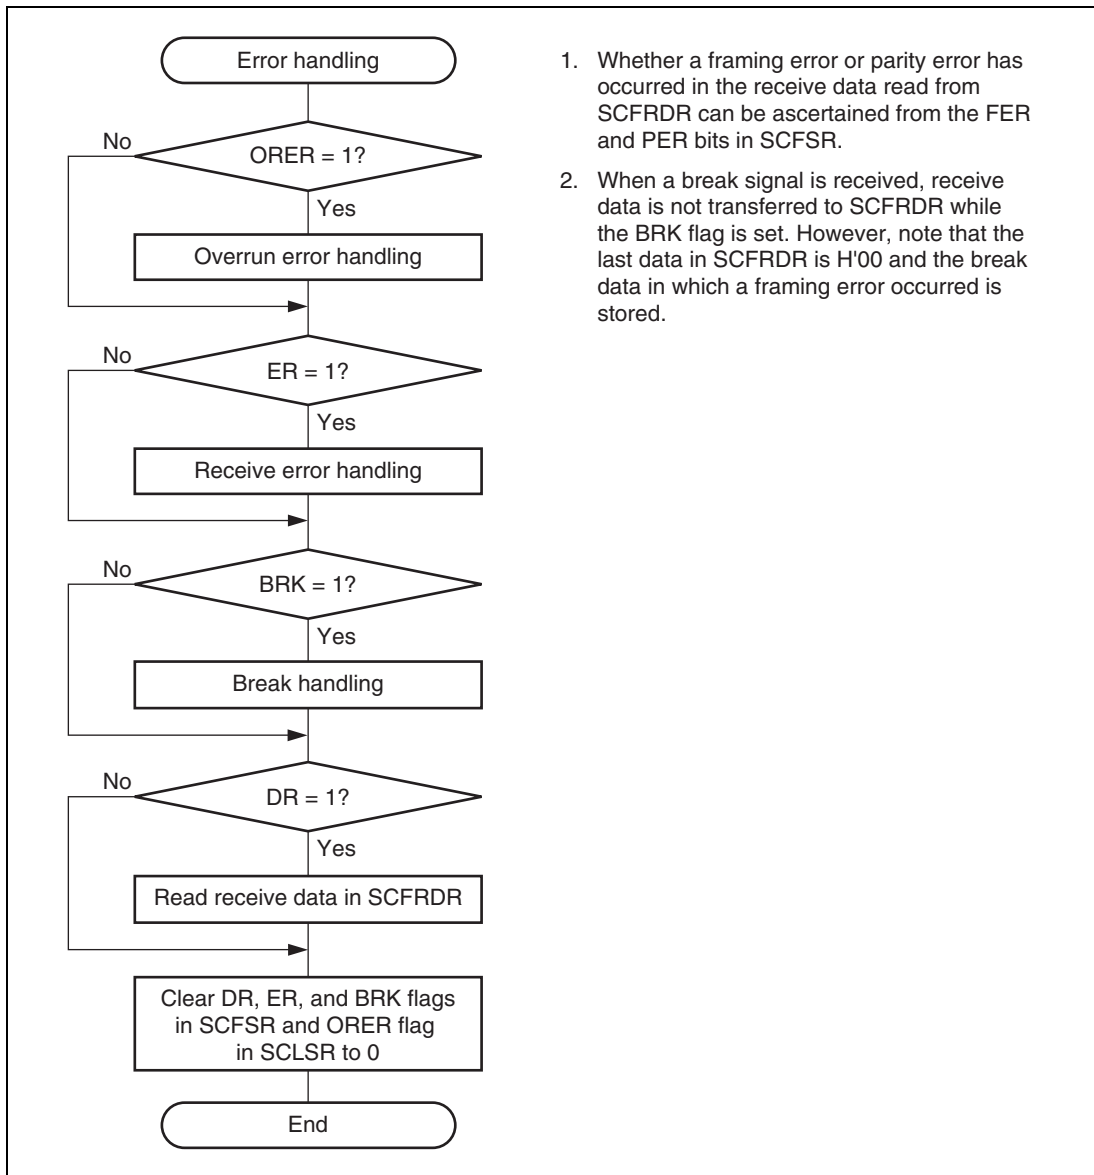 Error handling
No
ORER = 1?
Yes
Overrun error handling
No
ER = 1?
Yes
Receive error handling
No
BRK = 1?
Yes
Break handling
No
DR = 1?
Yes
Read receive data in SCFRDR
Clear DR, ER, and BRK flags
in SCFSR and ORER flag
in SCLSR to 0
End
1. Whether a framing error or parity error has
occurred in the receive data read from
SCFRDR can be ascertained from the FER
and PER bits in SCFSR.
2. When a break signal is received, receive
data is not transferred to SCFRDR while
the BRK flag is set. However, note that the
last data in SCFRDR is H'00 and the break
data in which a framing error occurred is
stored.